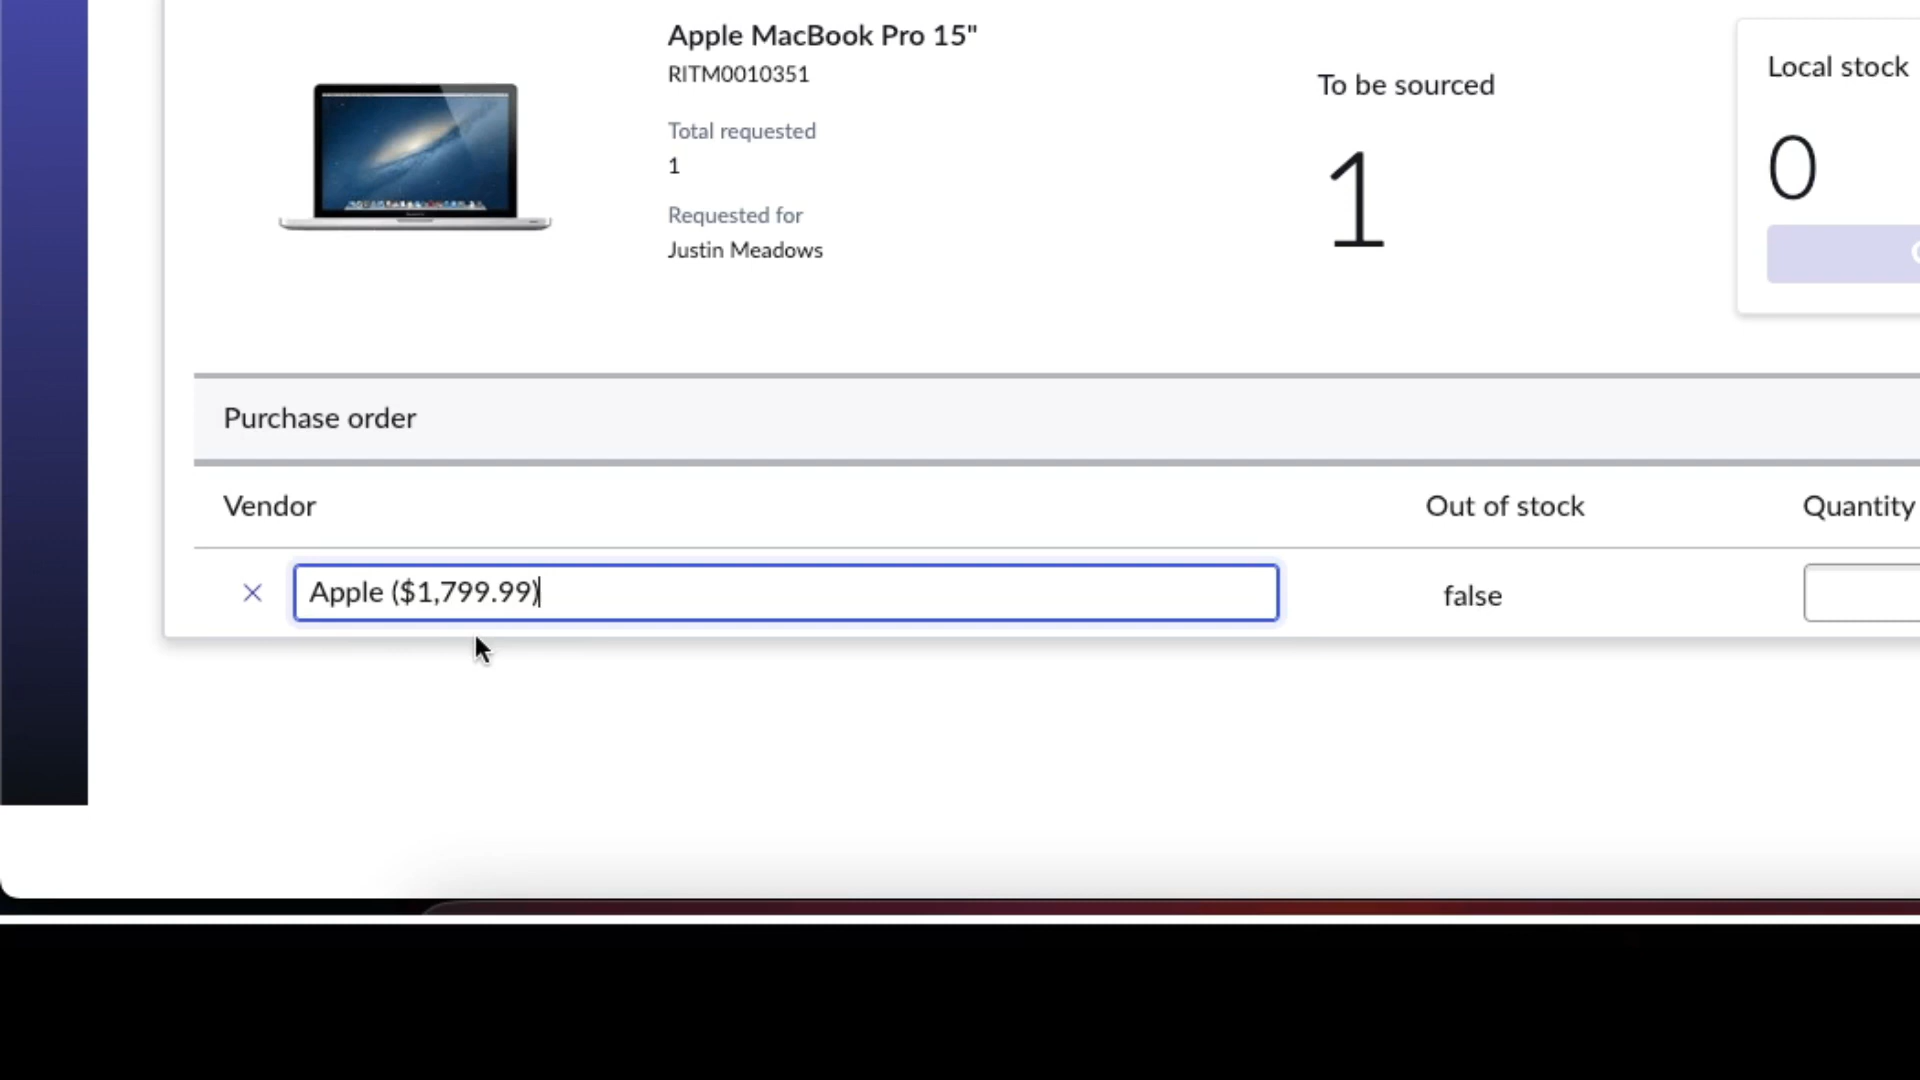 Apple MacBook Pro 15"
RITM0010351
Total requested
1
Requested for
Justin Meadows
To be sourced
1
Local stock
0
Purchase order
Vendor
Out of stock
Quantity
Apple ($1,799.99)
false